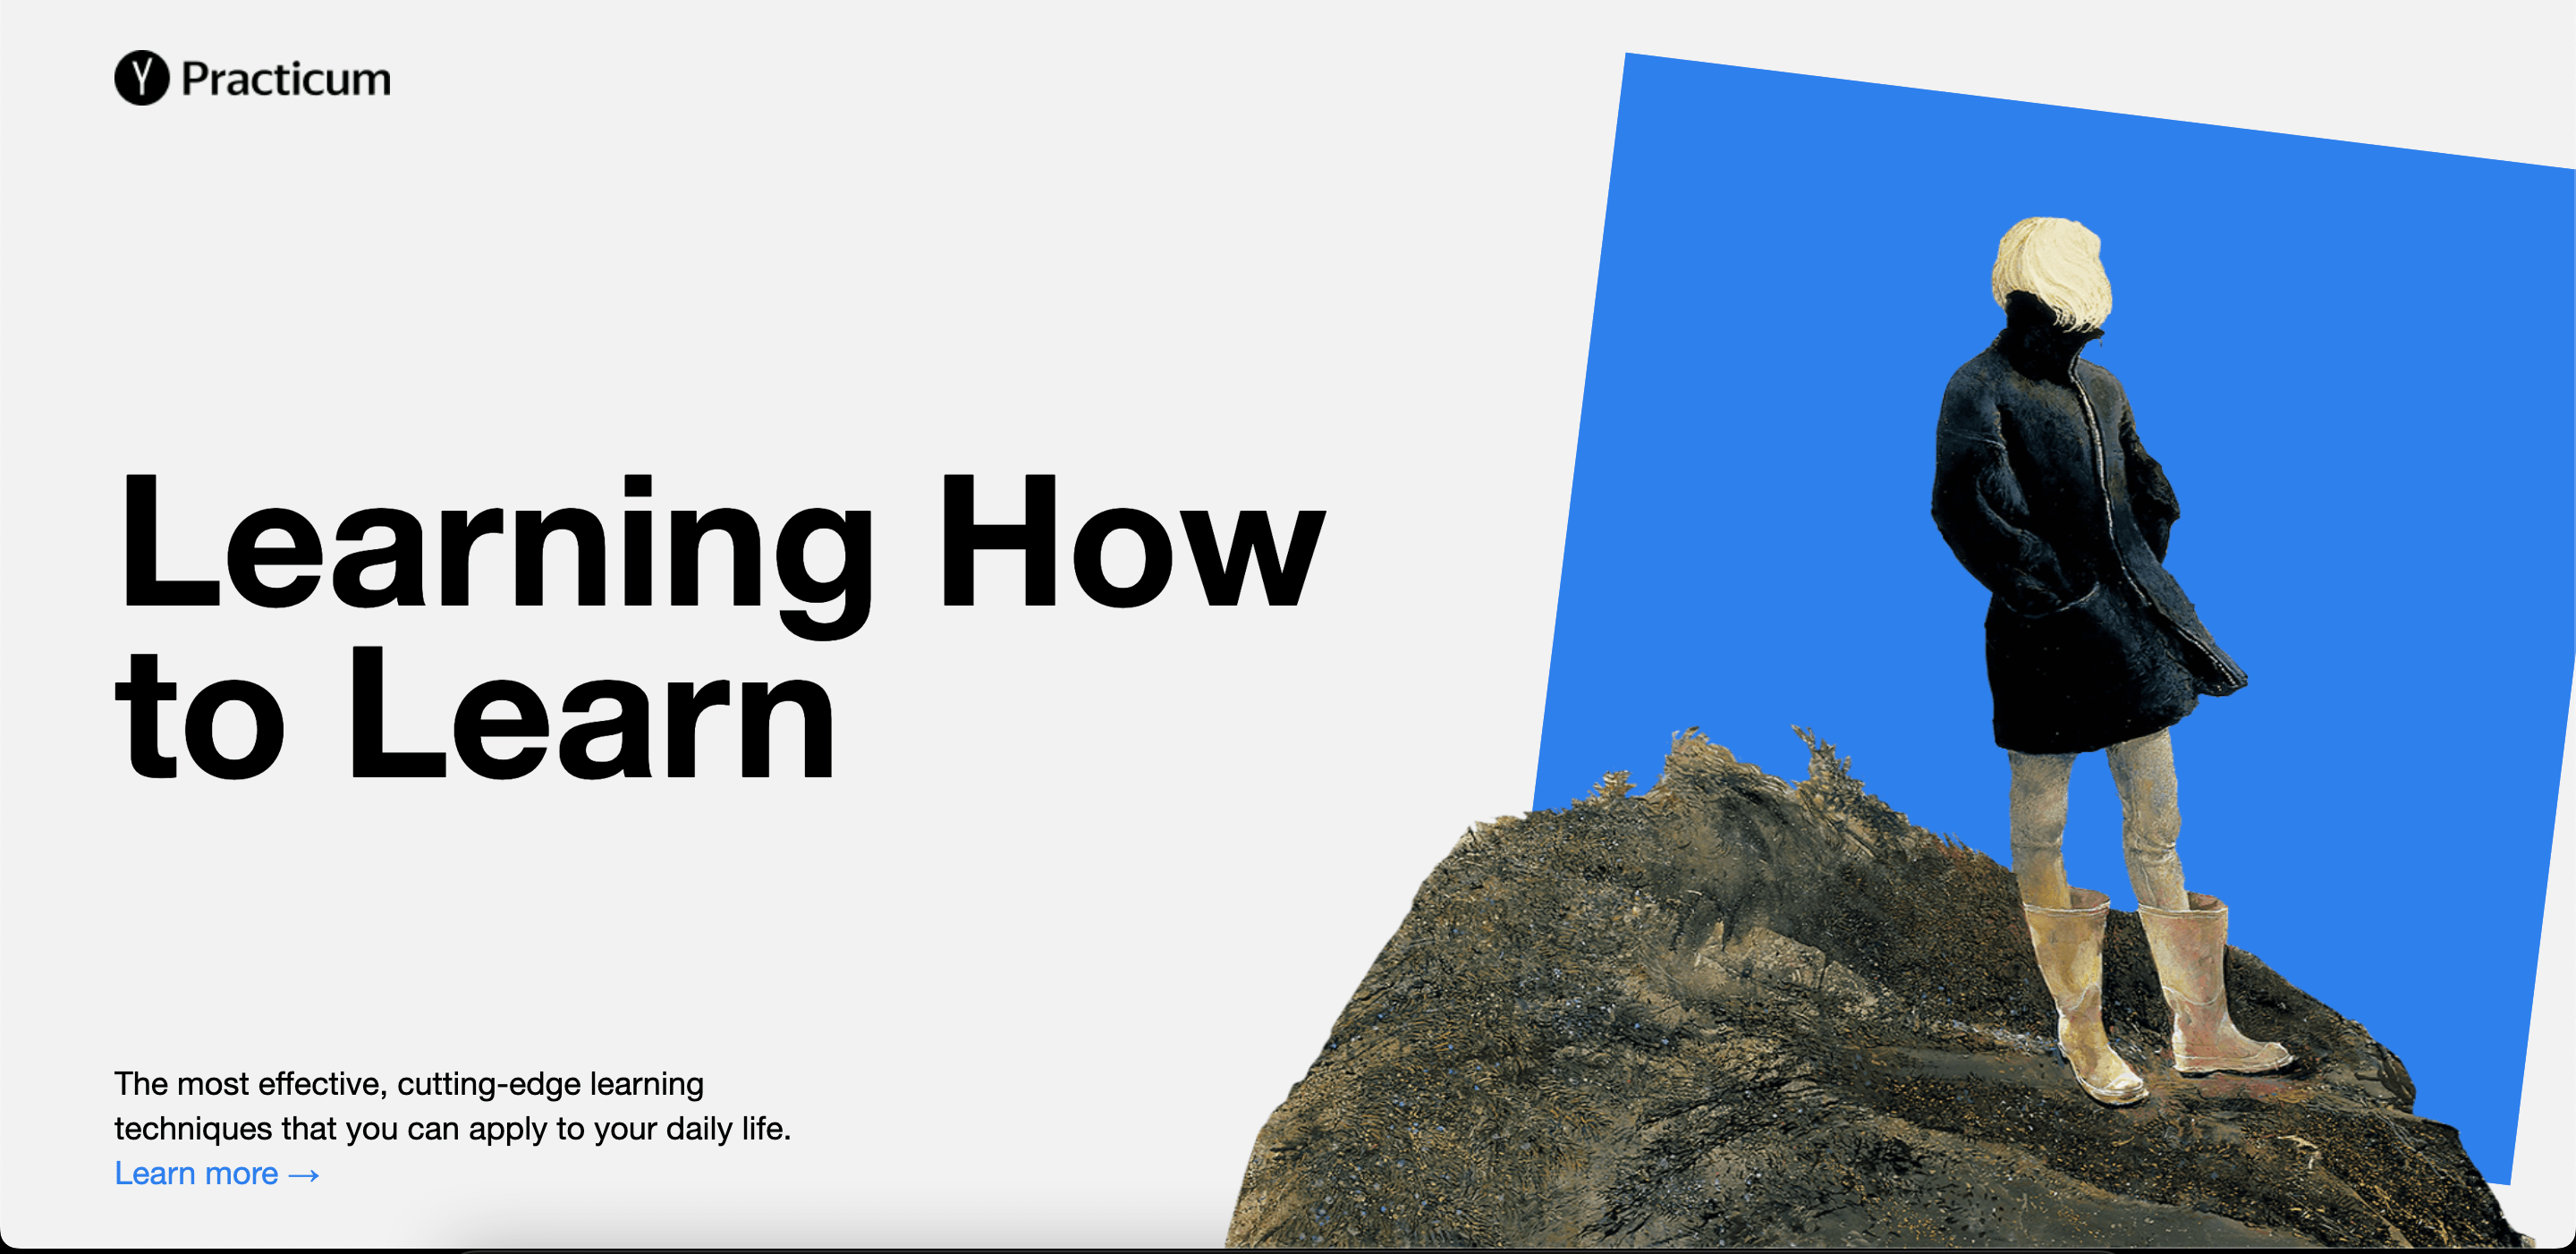 Y Practicum
Learning How
to Learn
The most effective, cutting-edge learning
techniques that you can apply to your daily life.
Learn more →